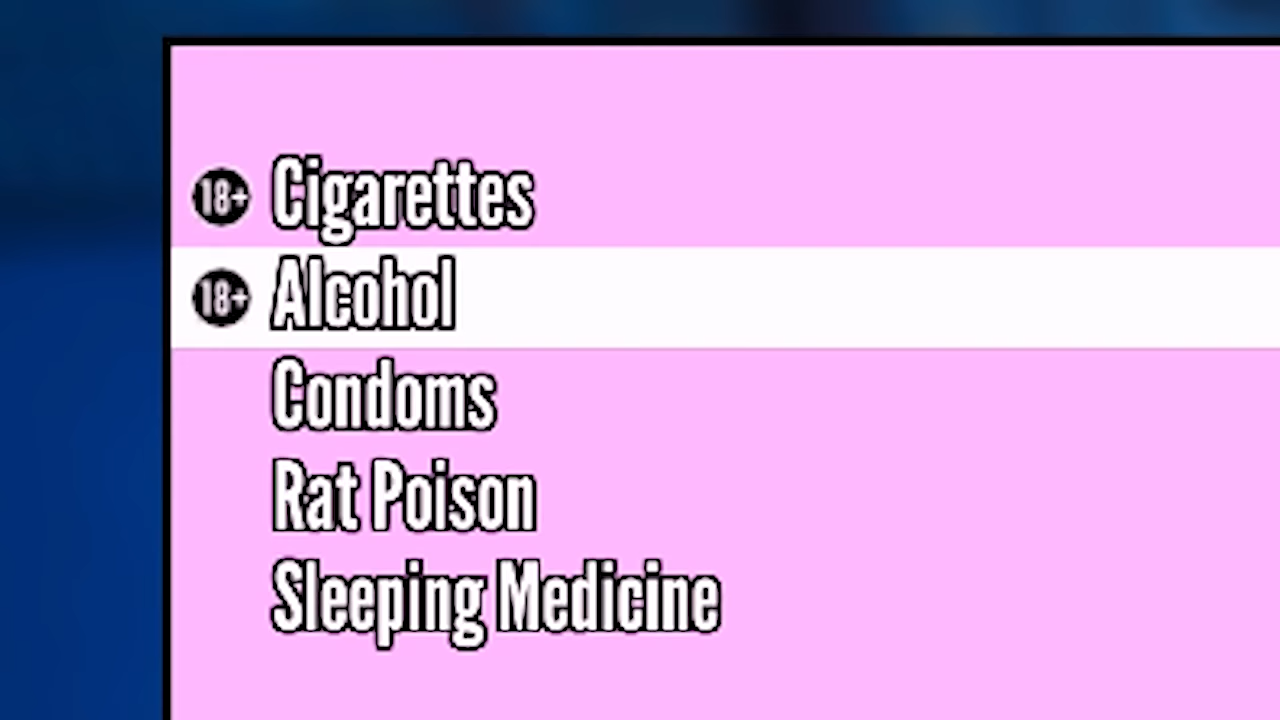 18+ Cigarettes
18+ Alcohol
Condoms
Rat Poison
Sleeping Medicine